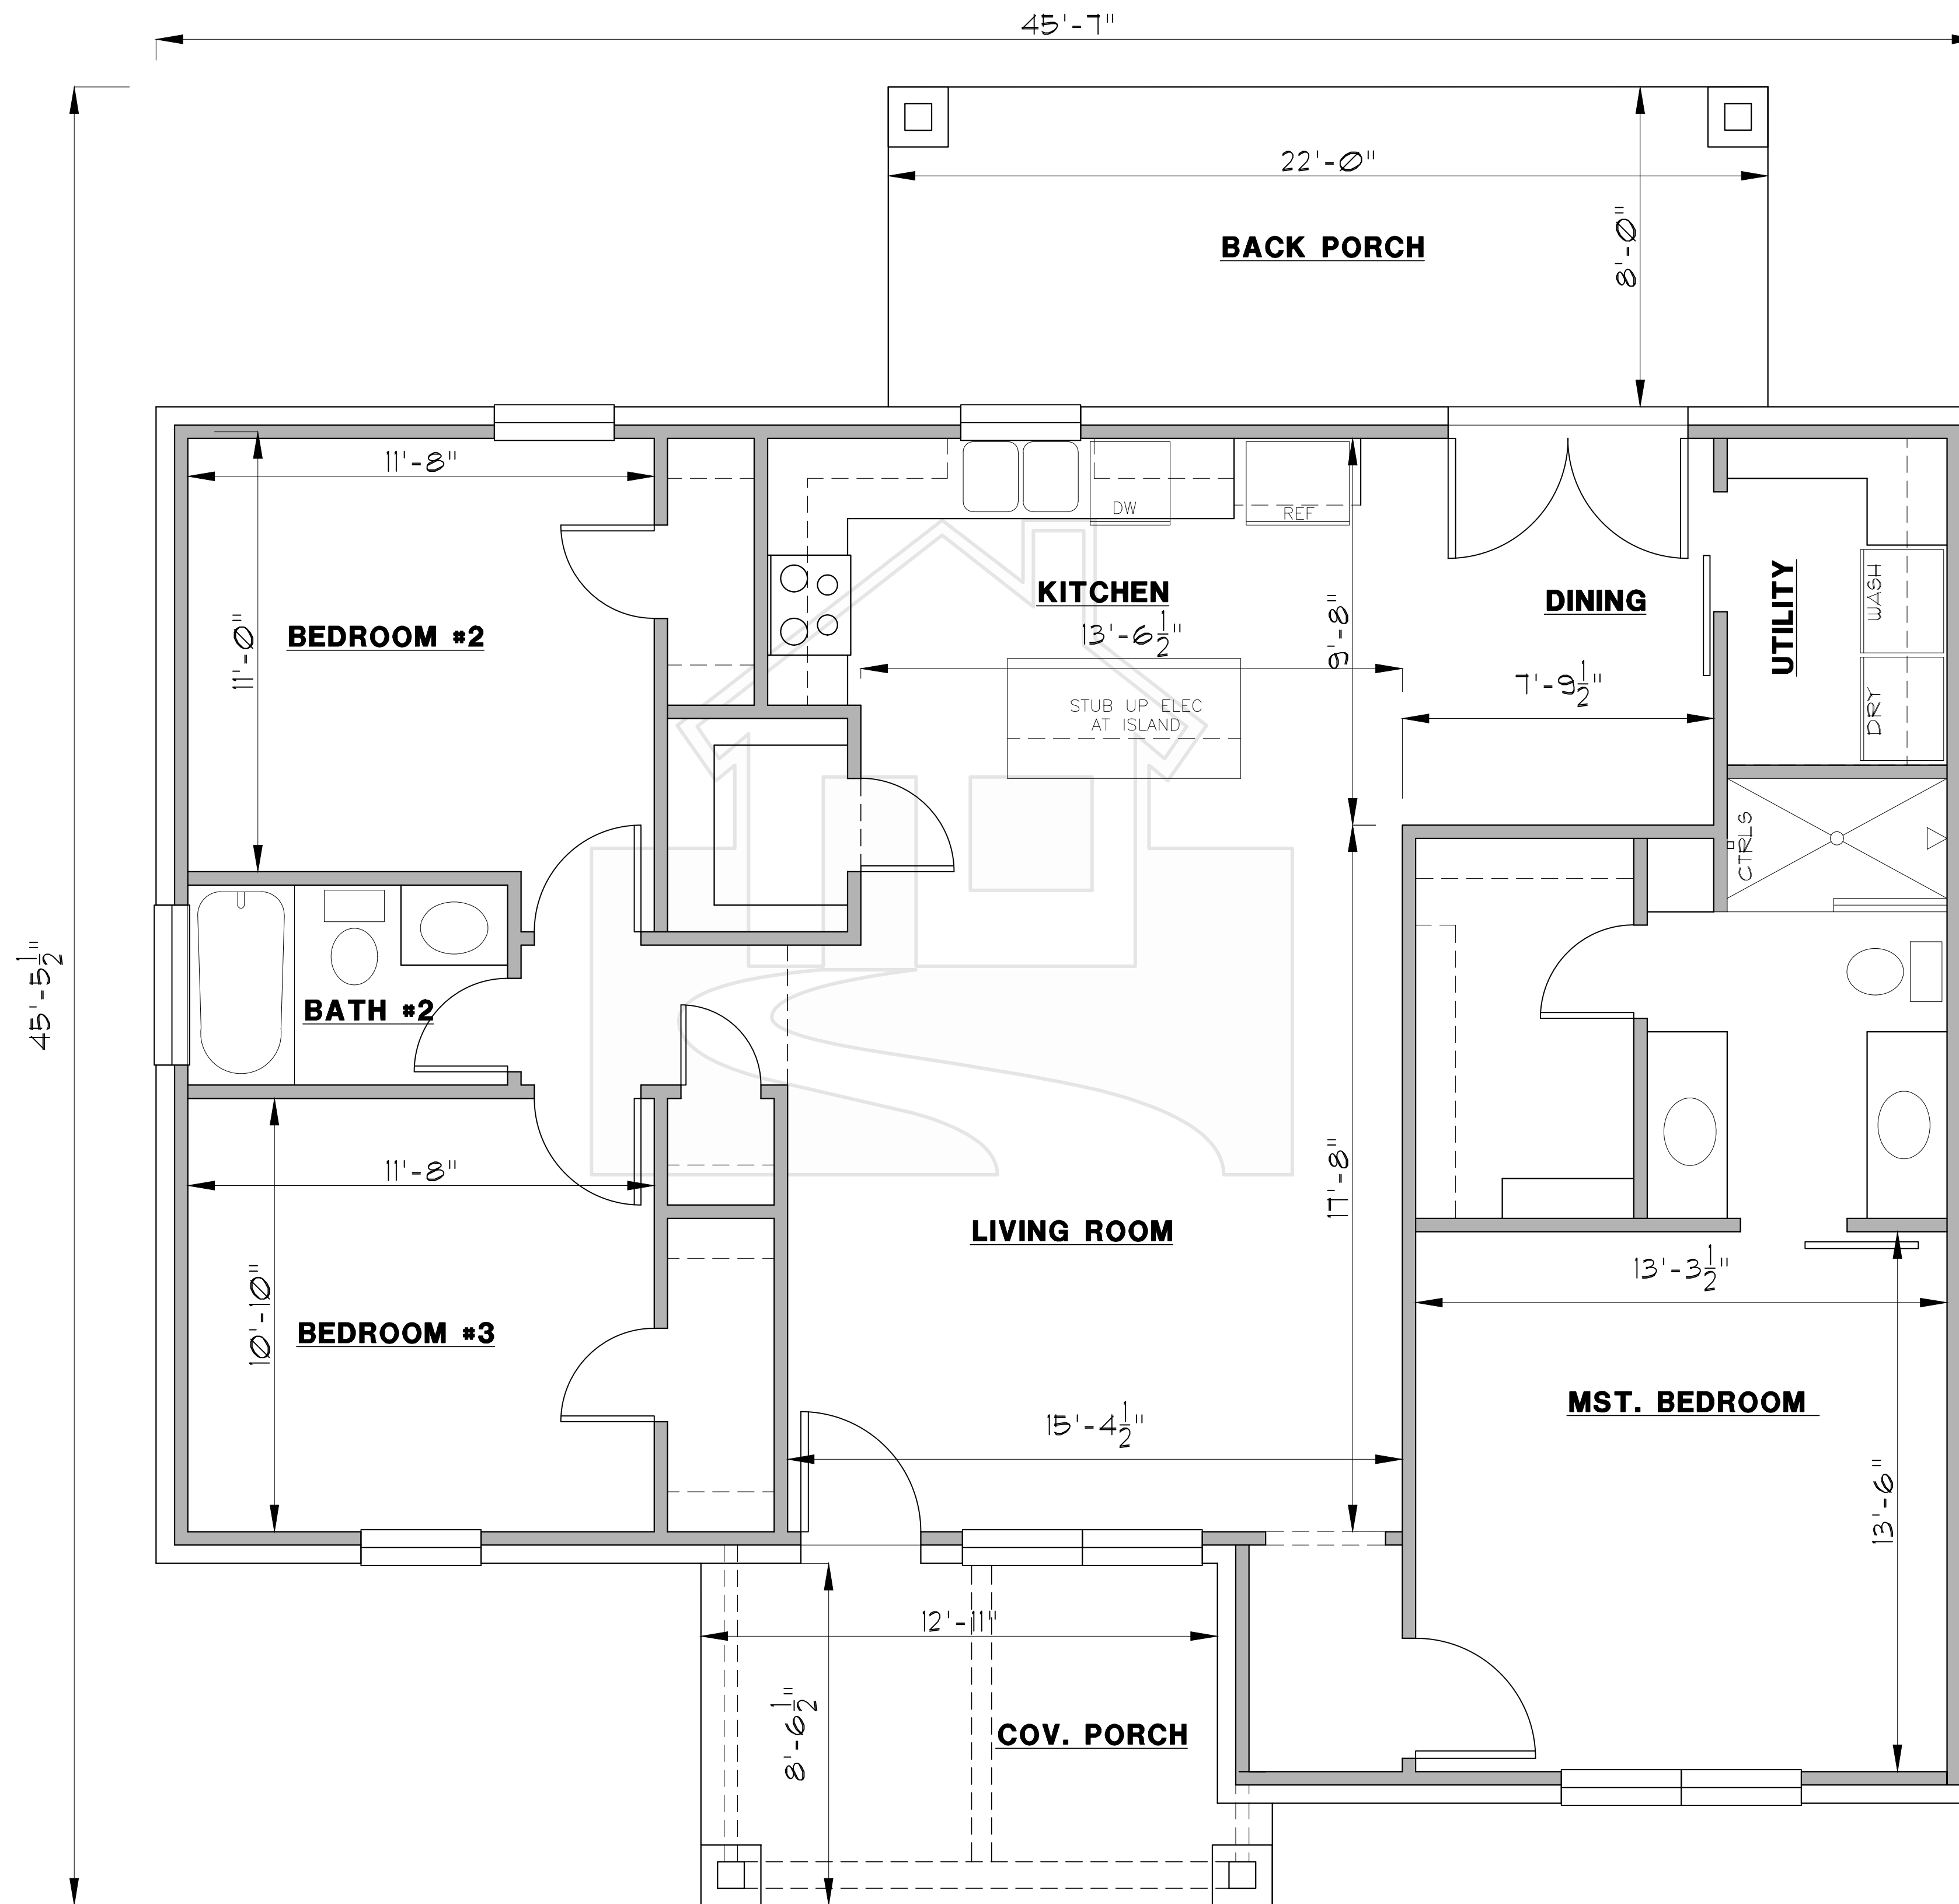 45'-7"
22'-0"
BACK PORCH
8'-0"
11'-8"
DW
REF
KITCHEN
13'-6 1/2"
9'-8"
DINING
UTILITY
WASH
BEDROOM #2
11'-0"
7'-9 1/2"
STUB UP ELEC
AT ISLAND
DRY
CTRLS
45'-5 1/2"
BATH #2
11'-8"
17'-8"
LIVING ROOM
13'-3 1/2"
10'-10"
BEDROOM #3
MST. BEDROOM
15'-4 1/2"
13'-6"
12'-11"
8'-6 1/2"
COV. PORCH